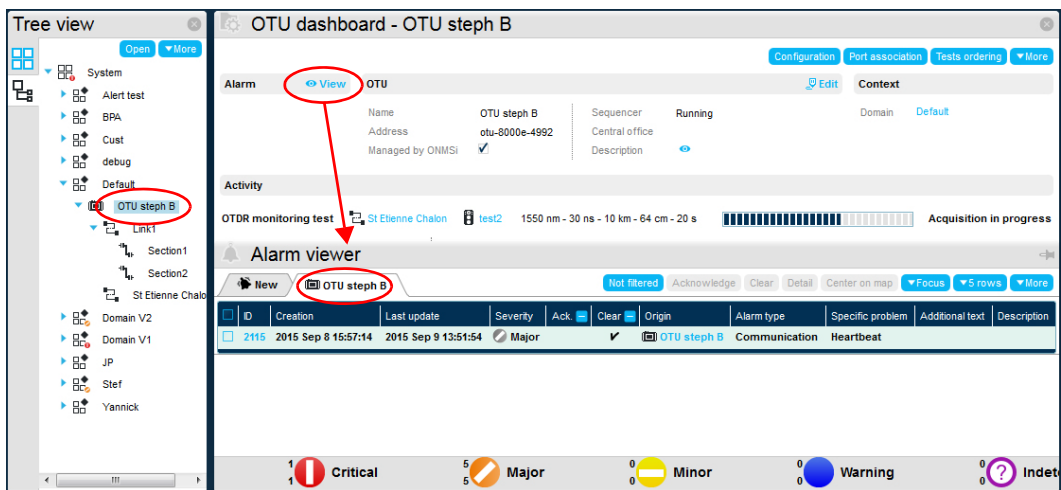 Tree view
Open More
System
Alert test
BPA
Cust
debug
Default
OTU steph B
Link1
Section1
Section2
St Etienne Chalo
Domain V2
Domain V1
JP
Stef
Yannick
OTU dashboard - OTU steph B
Configuration Port association Tests ordering More
Alarm View OTU Edit Context
Name OTU steph B Sequencer Running Domain Default
Address otu-8000e-4992 Central office
Managed by ONMSi Description
Activity
OTDR monitoring test St Etienne Chalon test2 1550 nm - 30 ns - 10 km - 64 cm - 20 s Acquisition in progress
Alarm viewer
New OTU steph B Not filtered Acknowledge Clear Detail Center on map Focus 5 rows More
ID Creation Last update Severity Ack. Clear Origin Alarm type Specific problem Additional text Description
2115 2015 Sep 8 15:57:14 2015 Sep 9 13:51:54 Major OTU steph B Communication Heartbeat
1 1 Critical 5 5 Major 0 0 Minor 0 0 Warning 0 0 ? Indet